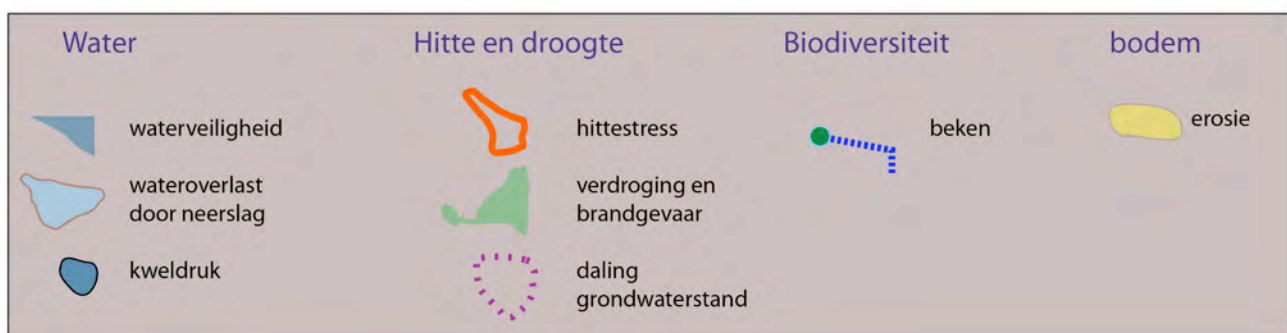 Water
waterveiligheid
wateroverlast
door neerslag
kweldruk
Hitte en droogte
hittestress
verdroging en
brandgevaar
daling
grondwaterstand
Biodiversiteit
beken
bodem
erosie